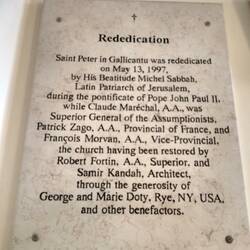 Rededication
Saint Peter in Gallicantu was rededicated
on May 13, 1997,
by His Beatitude Michel Sabbah,
Latin Patriarch of Jerusalem,
during the pontificate of Pope John Paul II,
while Claude Maréchal, A.A., was
Superior General of the Assumptionists,
Patrick Zago, A.A., Provincial of France, and
François Morvan, A.A., Vice-Provincial,
the church having been restored by
Robert Fortin, A.A., Superior, and
Samir Kandah, Architect,
through the generosity of
George and Marie Doty, Rye, NY, USA,
and other benefactors.